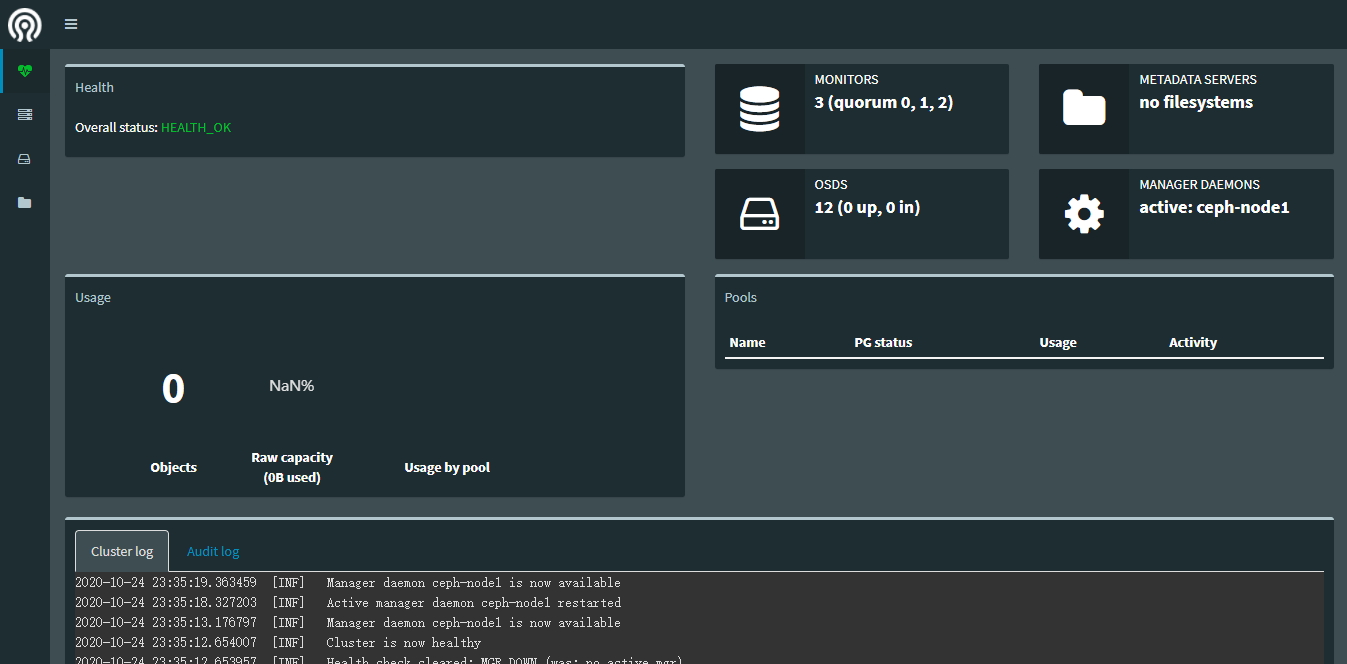 Health
Overall status: HEALTH_OK
MONITORS
3 (quorum 0, 1, 2)
METADATA SERVERS
no filesystems
OSDS
12 (0 up, 0 in)
MANAGER DAEMONS
active: ceph-node1
Usage
0
NaN%
Objects
Raw capacity
(0B used)
Usage by pool
Pools
Name PG status Usage Activity
Cluster log Audit log
2020-10-24 23:35:19.363459 [INF] Manager daemon ceph-node1 is now available
2020-10-24 23:35:18.327203 [INF] Active manager daemon ceph-node1 restarted
2020-10-24 23:35:13.176797 [INF] Manager daemon ceph-node1 is now available
2020-10-24 23:35:12.654007 [INF] Cluster is now healthy
2020-10-24 23:35:12.653957 [INF] Health check cleared: MGR_DOWN (was: no active mgr)